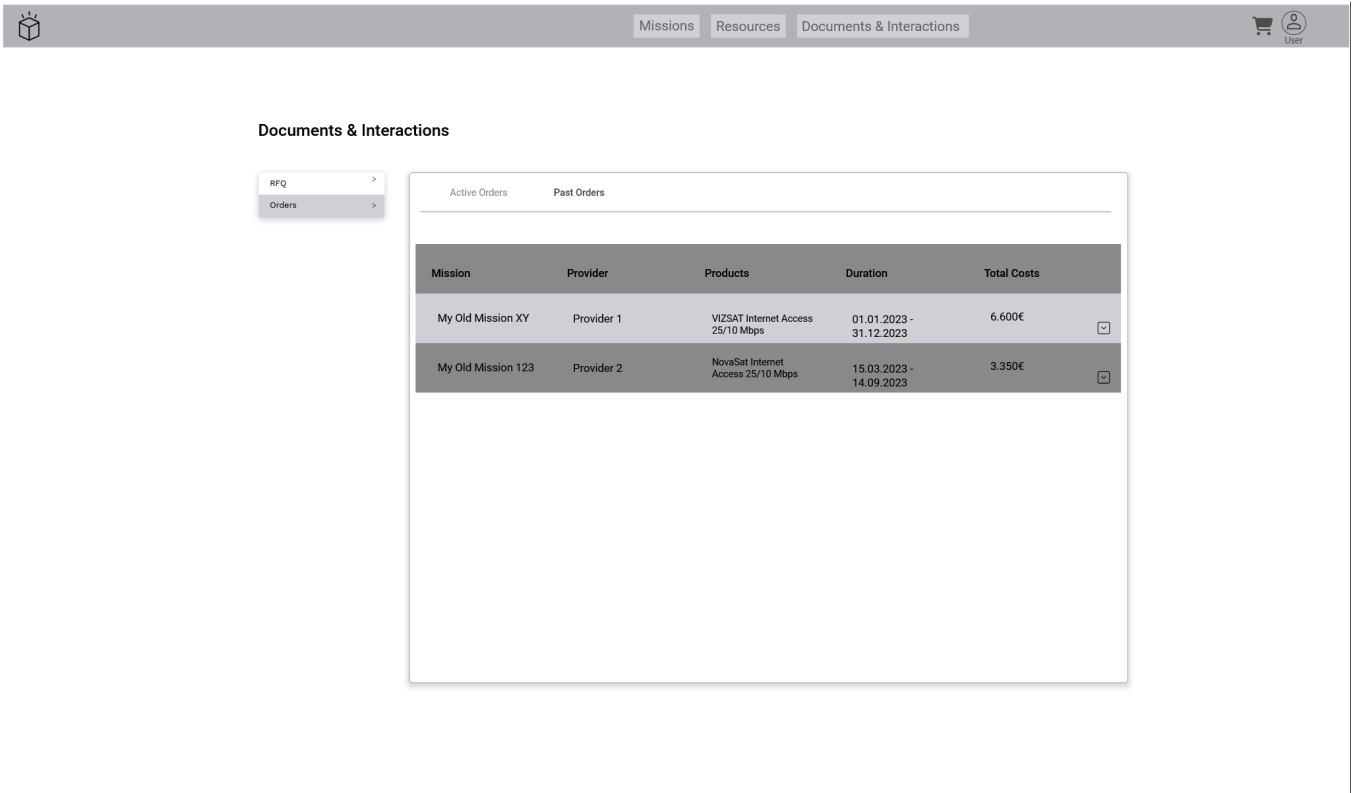 Missions Resources Documents & Interactions
User
Documents & Interactions
RFQ >
Orders >
Active Orders Past Orders
Mission Provider Products Duration Total Costs
My Old Mission XY Provider 1 VIZSAT Internet Access 25/10 Mbps 01.01.2023 - 31.12.2023 6.600€
My Old Mission 123 Provider 2 NovaSat Internet Access 25/10 Mbps 15.03.2023 - 14.09.2023 3.350€